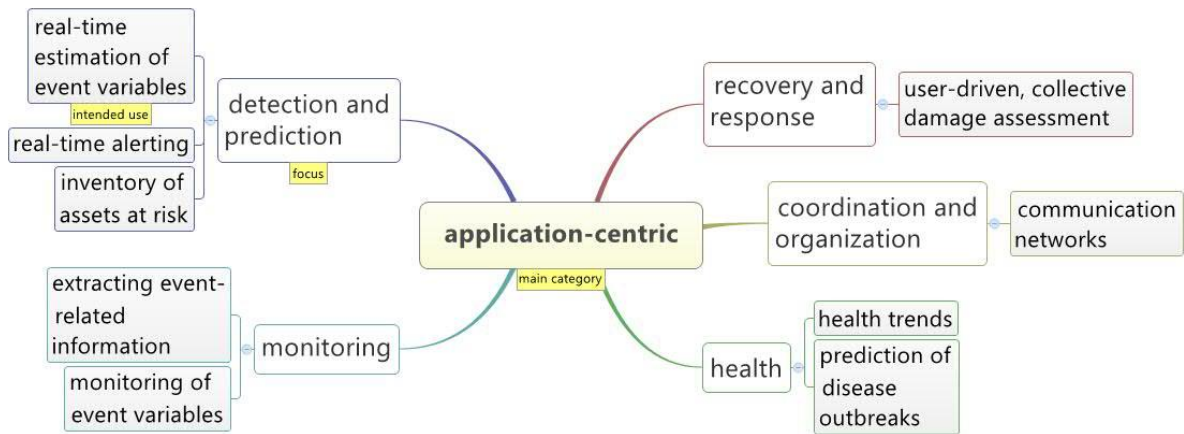 real-time
estimation of
event variables
intended use
real-time alerting
inventory of
assets at risk
detection and
prediction
focus
extracting event-
related
information
monitoring of
event variables
monitoring
application-centric
main category
recovery and
response
user-driven, collective
damage assessment
coordination and
organization
communication
networks
health
health trends
prediction of
disease
outbreaks